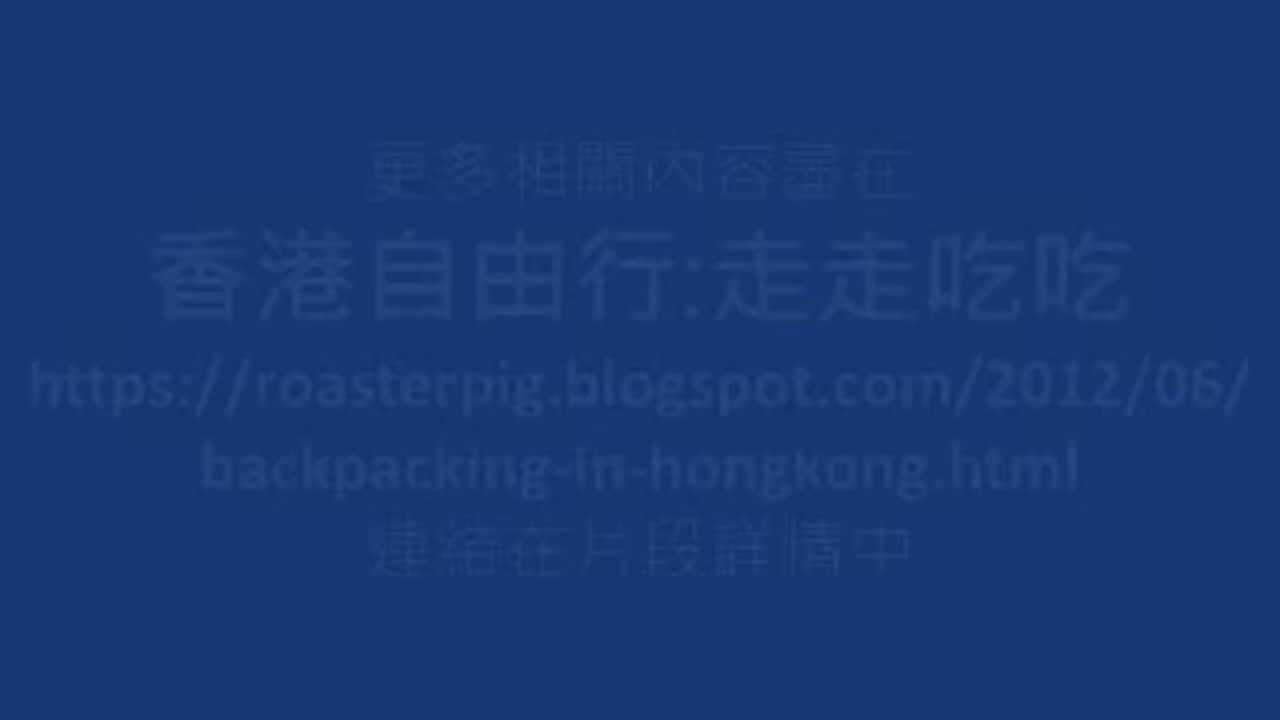 更多相關內容盡在
香港自由行:走走吃吃
https://roasterpig.blogspot.com/2012/06/
backpacking-in-hongkong.html
連結在片段詳情中